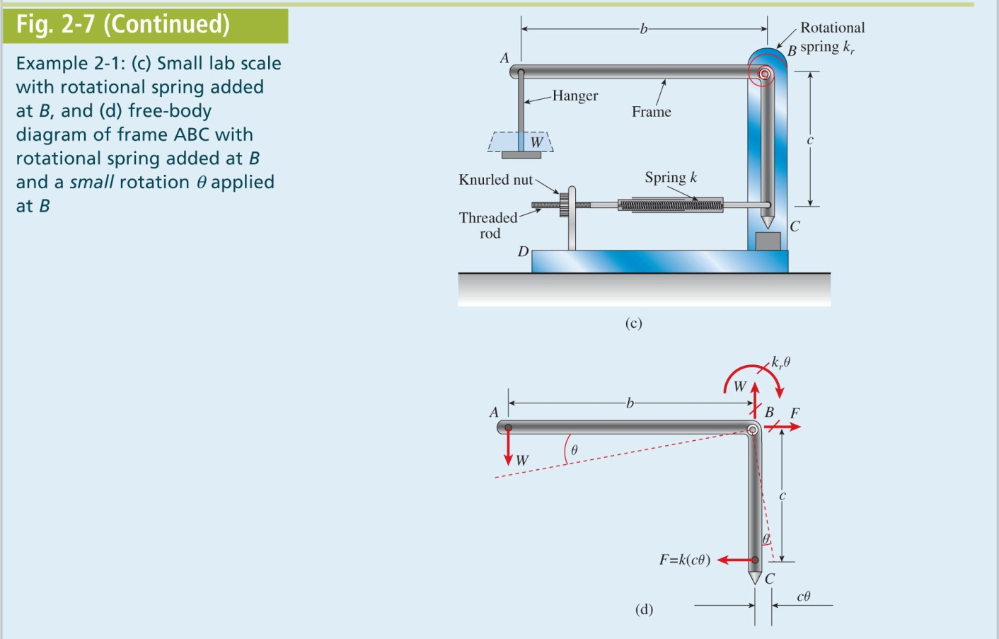 Fig. 2-7 (Continued)
Example 2-1: (c) Small lab scale
with rotational spring added
at B, and (d) free-body
diagram of frame ABC with
rotational spring added at B
and a small rotation θ applied
at B
b
Rotational
spring kᵣ
B
A
Hanger
Frame
W
c
Knurled nut
Spring k
Threaded
rod
C
D
(c)
kᵣθ
W
b
A
B
F
θ
W
c
θ
F=k(cθ)
C
cθ
(d)